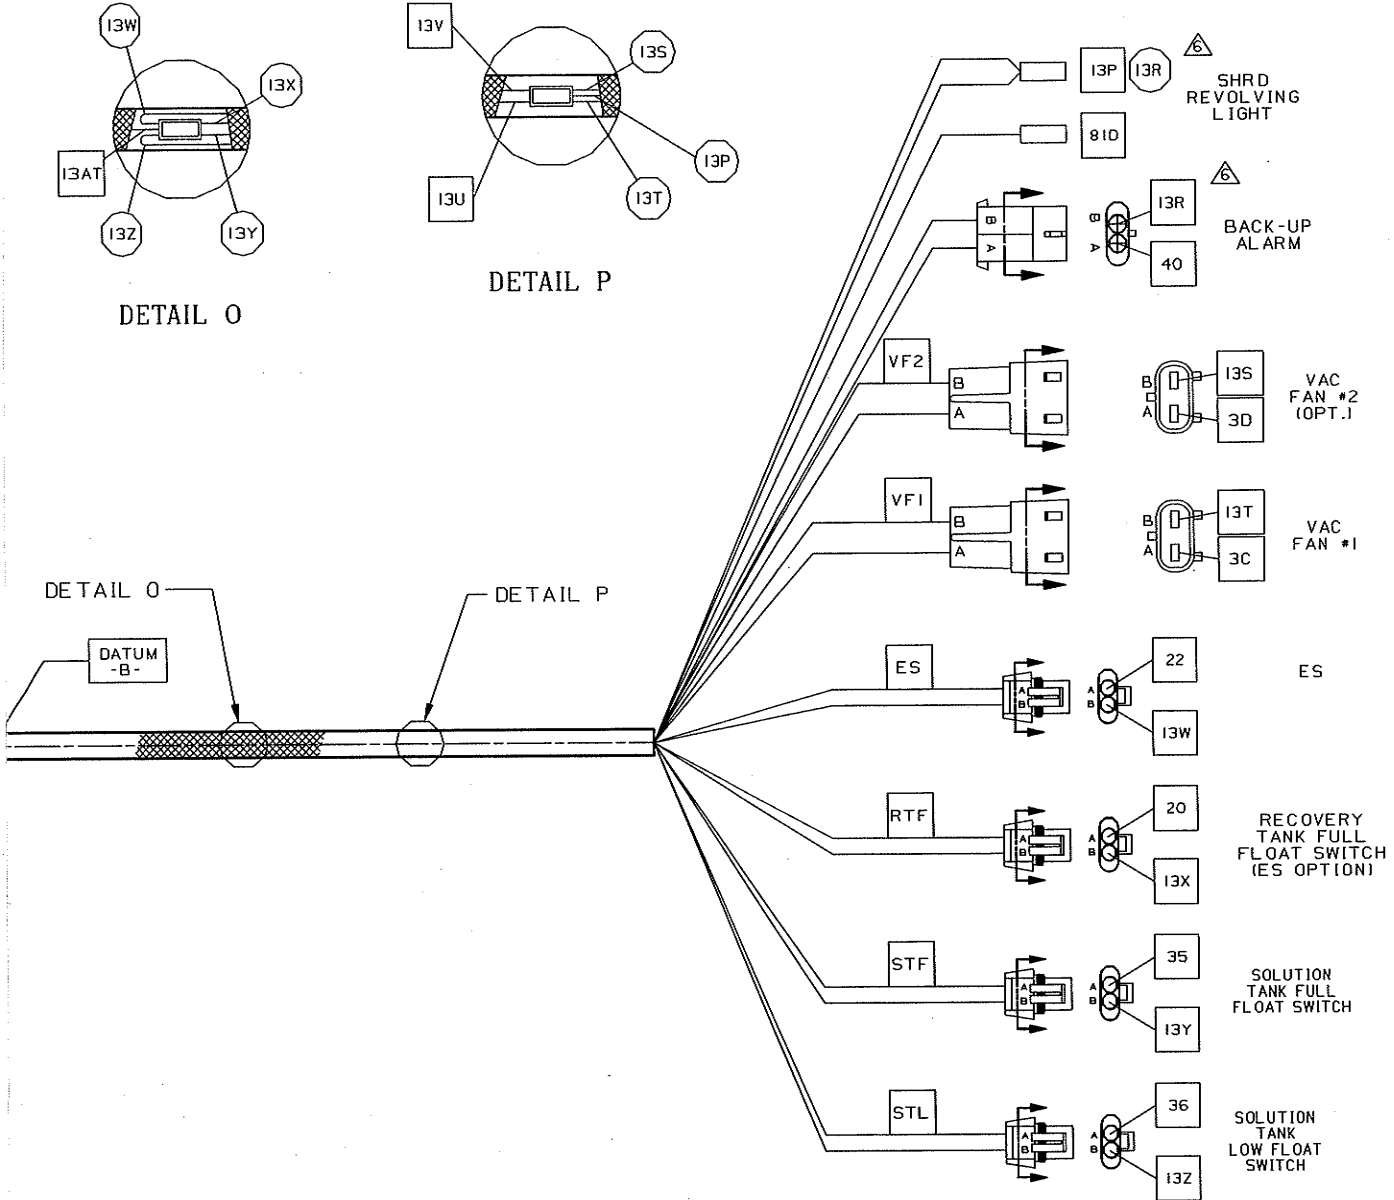 13W
13X
13AT
13Z
13Y
DETAIL O
13V
13S
13P
13U
13T
DETAIL P
13P
13R
6
SHRD
REVOLVING
LIGHT
81D
B
A
B
A
13R
6
40
BACK-UP
ALARM
VF2
B
A
B
A
13S
3D
VAC
FAN #2
(OPT.)
VF1
B
A
B
A
13T
3C
VAC
FAN #1
DETAIL O
DETAIL P
DATUM
-B-
ES
A
B
A
B
22
13W
ES
RTF
A
B
A
B
20
13X
RECOVERY
TANK FULL
FLOAT SWITCH
(ES OPTION)
STF
A
B
A
B
35
13Y
SOLUTION
TANK FULL
FLOAT SWITCH
STL
A
B
A
B
36
13Z
SOLUTION
TANK
LOW FLOAT
SWITCH